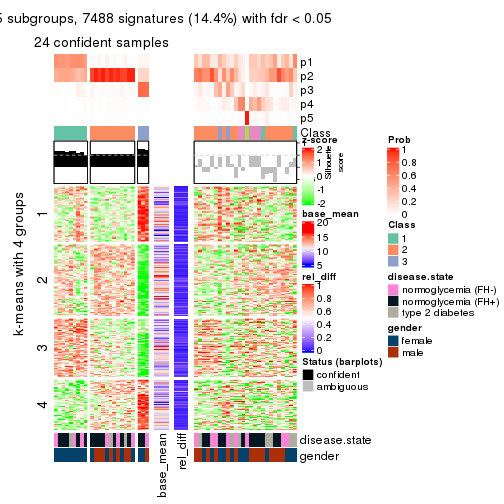 5 subgroups, 7488 signatures (14.4%) with fdr < 0.05
24 confident samples
p1
p2
p3
p4
p5
Class
z-score
2
1
0
-1
-2
Silhouette
score
base_mean
20
15
10
5
rel_diff
1
0.8
0.6
0.4
0.2
0
Status (barplots)
confident
ambiguous
Prob
1
0.8
0.6
0.4
0.2
0
Class
1
2
3
disease.state
normoglycemia (FH-)
normoglycemia (FH+)
type 2 diabetes
gender
female
male
k-means with 4 groups
1
2
3
4
disease.state
gender
base_mean
rel_diff